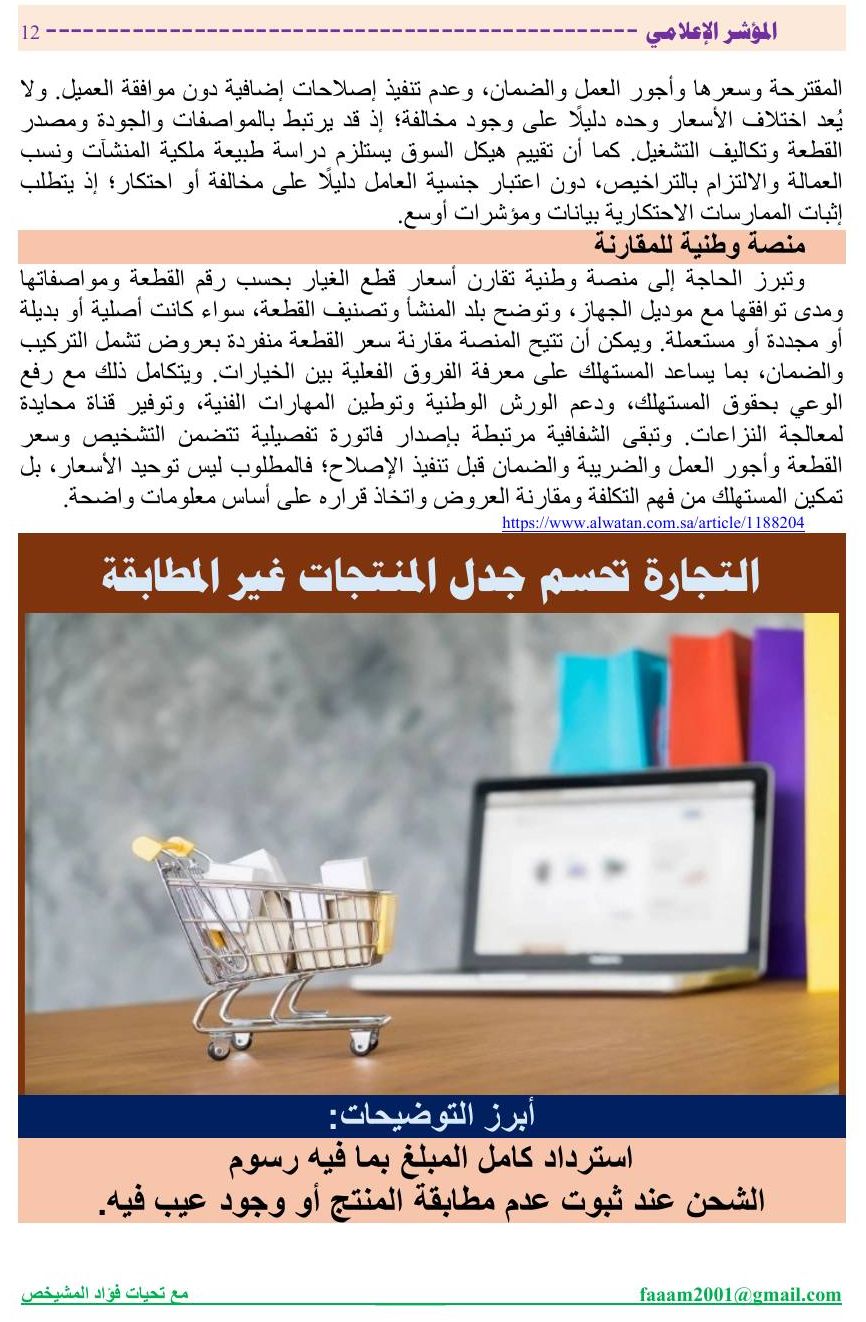 المؤشر الإعلامي ------------------------------------------------ 12
المقترحة وسعرها وأجور العمل والضمان، وعدم تنفيذ إصلاحات إضافية دون موافقة العميل. ولا
يُعد اختلاف الأسعار وحده دليلًا على وجود مخالفة؛ إذ قد يرتبط بالمواصفات والجودة ومصدر
القطعة وتكاليف التشغيل. كما أن تقييم هيكل السوق يستلزم دراسة طبيعة ملكية المنشآت ونسب
العمالة والالتزام بالتراخيص، دون اعتبار جنسية العامل دليلًا على مخالفة أو احتكار؛ إذ يتطلب
إثبات الممارسات الاحتكارية بيانات ومؤشرات أوسع.
منصة وطنية للمقارنة
وتبرز الحاجة إلى منصة وطنية تقارن أسعار قطع الغيار بحسب رقم القطعة ومواصفاتها
ومدى توافقها مع موديل الجهاز، وتوضح بلد المنشأ وتصنيف القطعة، سواء كانت أصلية أو بديلة
أو مجددة أو مستعملة. ويمكن أن تتيح المنصة مقارنة سعر القطعة منفردة بعروض تشمل التركيب
والضمان، بما يساعد المستهلك على معرفة الفروق الفعلية بين الخيارات. ويتكامل ذلك مع رفع
الوعي بحقوق المستهلك، ودعم الورش الوطنية وتوطين المهارات الفنية، وتوفير قناة محايدة
لمعالجة النزاعات. وتبقى الشفافية مرتبطة بإصدار فاتورة تفصيلية تتضمن التشخيص وسعر
القطعة وأجور العمل والضريبة والضمان قبل تنفيذ الإصلاح؛ فالمطلوب ليس توحيد الأسعار، بل
تمكين المستهلك من فهم التكلفة ومقارنة العروض واتخاذ قراره على أساس معلومات واضحة.
https://www.alwatan.com.sa/article/1188204
التجارة تحسم جدل المنتجات غير المطابقة
أبرز التوضيحات:
استرداد كامل المبلغ بما فيه رسوم
الشحن عند ثبوت عدم مطابقة المنتج أو وجود عيب فيه.
faaam2001@gmail.com مع تحيات فؤاد المشيخص